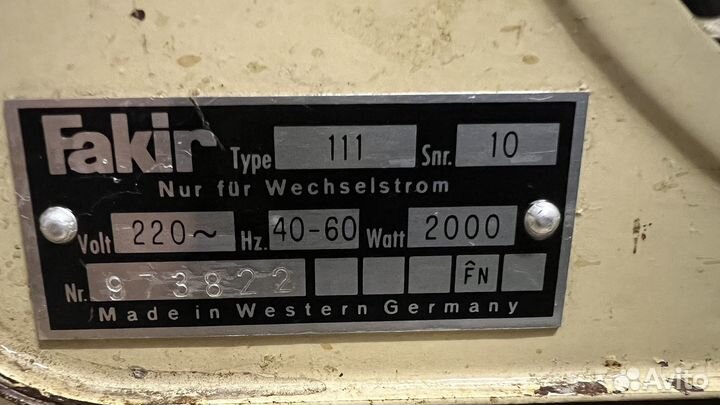 Fakir Type 111 Snr. 10
Nur für Wechselstrom
Volt 220~ Hz. 40-60 Watt 2000
Nr. 973822 F̂N
Made in Western Germany
Avito